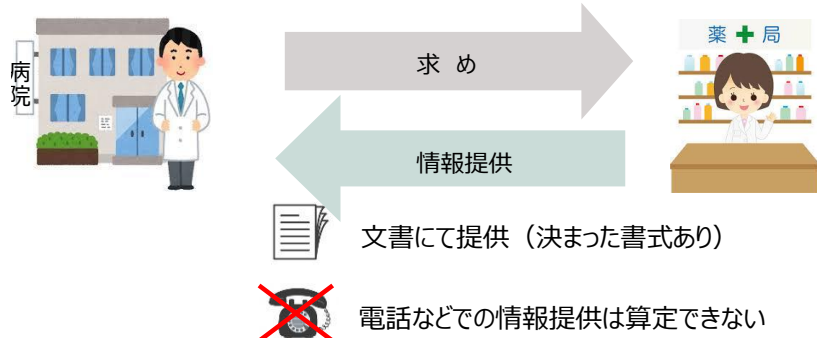 病院
薬 局
求 め
情報提供
文書にて提供（決まった書式あり）
電話などでの情報提供は算定できない